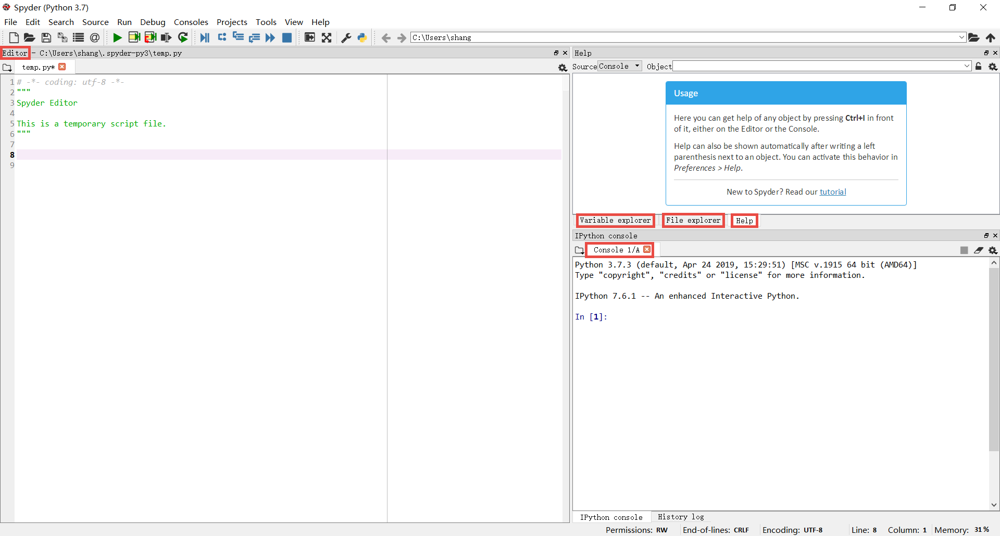 Spyder (Python 3.7)
File Edit Search Source Run Debug Consoles Projects Tools View Help
C:\Users\shang
Editor - C:\Users\shang\.spyder-py3\temp.py
temp.py*
1 # -*- coding: utf-8 -*-
2 """
3 Spyder Editor
4
5 This is a temporary script file.
6 """
7
8
9
Help
Source Console Object
Usage
Here you can get help of any object by pressing Ctrl+I in front
of it, either on the Editor or the Console.
Help can also be shown automatically after writing a left
parenthesis next to an object. You can activate this behavior in
Preferences > Help.
New to Spyder? Read our tutorial
Variable explorer File explorer Help
IPython console
Console 1/A
Python 3.7.3 (default, Apr 24 2019, 15:29:51) [MSC v.1915 64 bit (AMD64)]
Type "copyright", "credits" or "license" for more information.
IPython 7.6.1 -- An enhanced Interactive Python.
In [1]:
IPython console History log
Permissions: RW End-of-lines: CRLF Encoding: UTF-8 Line: 8 Column: 1 Memory: 31 %